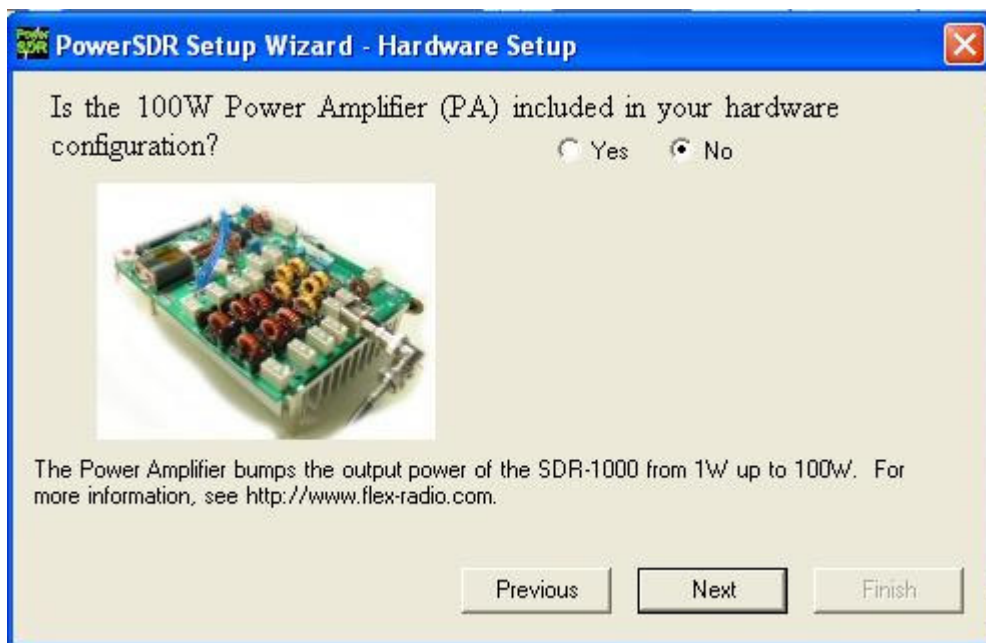 Power SDR
PowerSDR Setup Wizard - Hardware Setup
Is the 100W Power Amplifier (PA) included in your hardware
configuration?
Yes No
The Power Amplifier bumps the output power of the SDR-1000 from 1W up to 100W. For
more information, see http://www.flex-radio.com.
Previous Next Finish